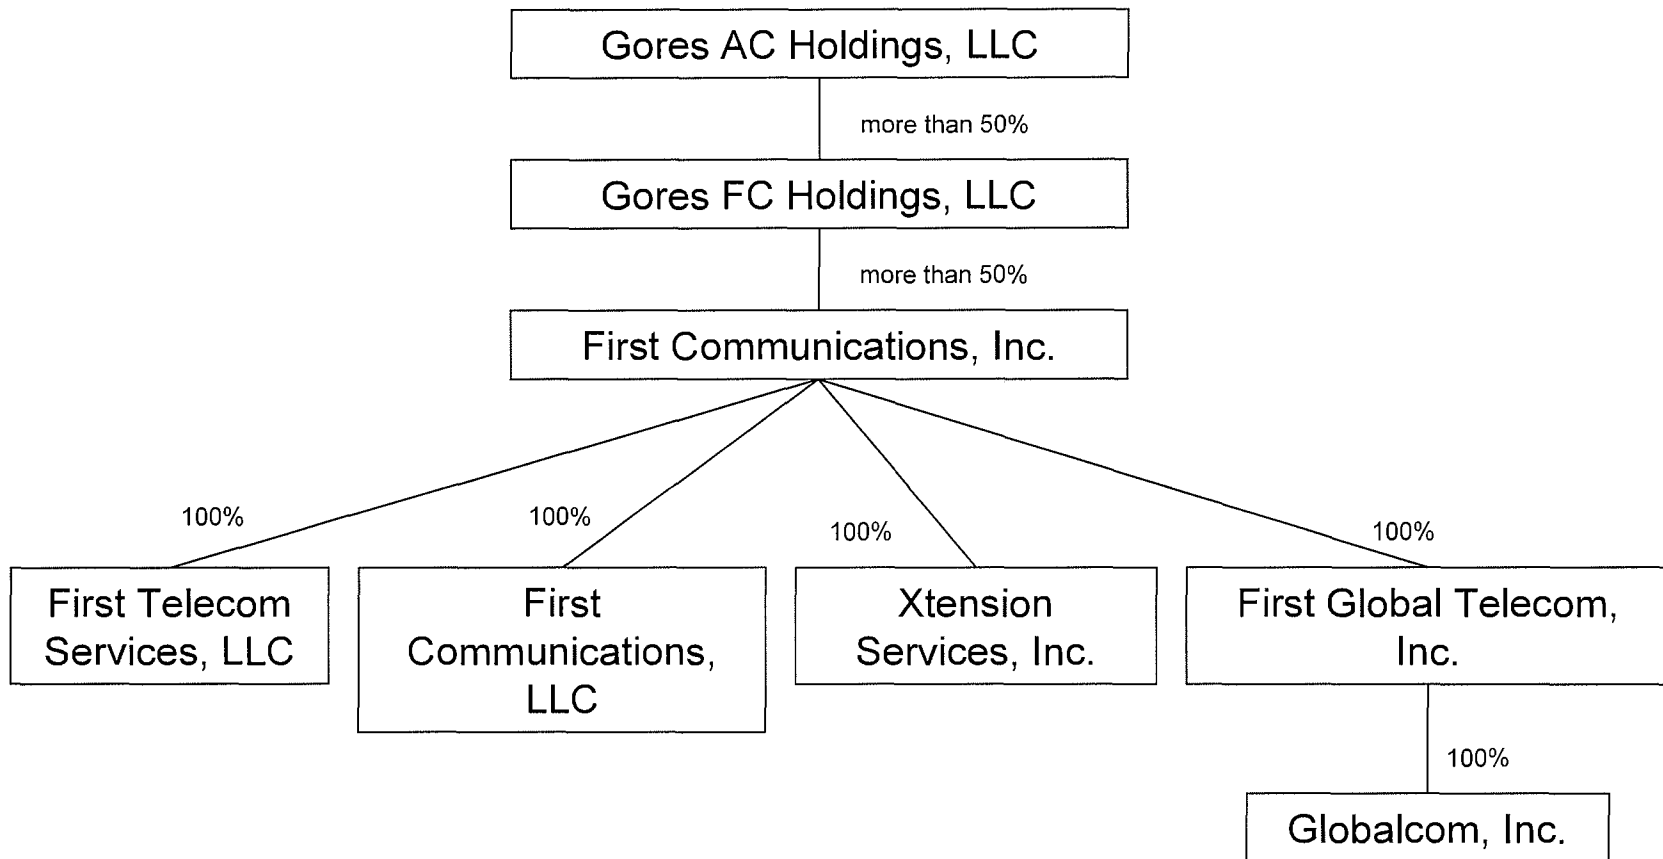 Gores AC Holdings, LLC
more than 50%
Gores FC Holdings, LLC
more than 50%
First Communications, Inc.
100%
100%
100%
100%
First Telecom
Services, LLC
First
Communications,
LLC
Xtension
Services, Inc.
First Global Telecom,
Inc.
100%
Globalcom, Inc.